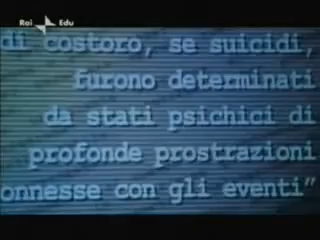 Rai Edu
di costoro, se suicidi,
furono determinati
da stati psichici di
profonde prostrazioni
onnesse con gli eventi”